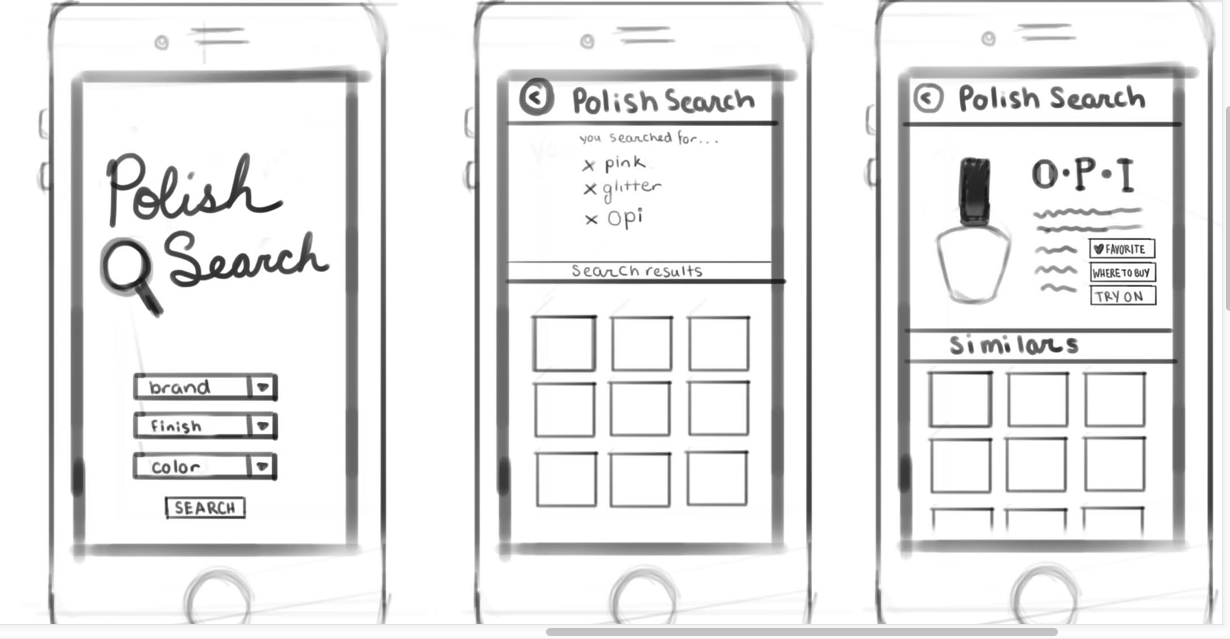 Polish
Search
brand
Finish
color
SEARCH
Polish Search
you searched for...
x pink
x glitter
x opi
Search results
Polish Search
O·P·I
FAVORITE
WHERE TO BUY
TRY ON
Similars